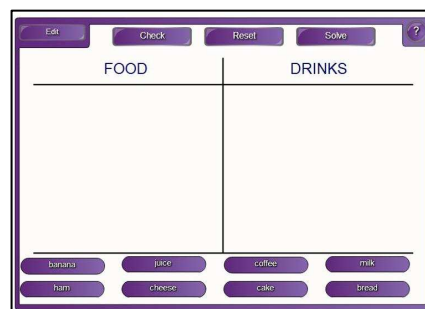 Edit Check Reset Solve ?
FOOD DRINKS
banana juice coffee milk
ham cheese cake bread